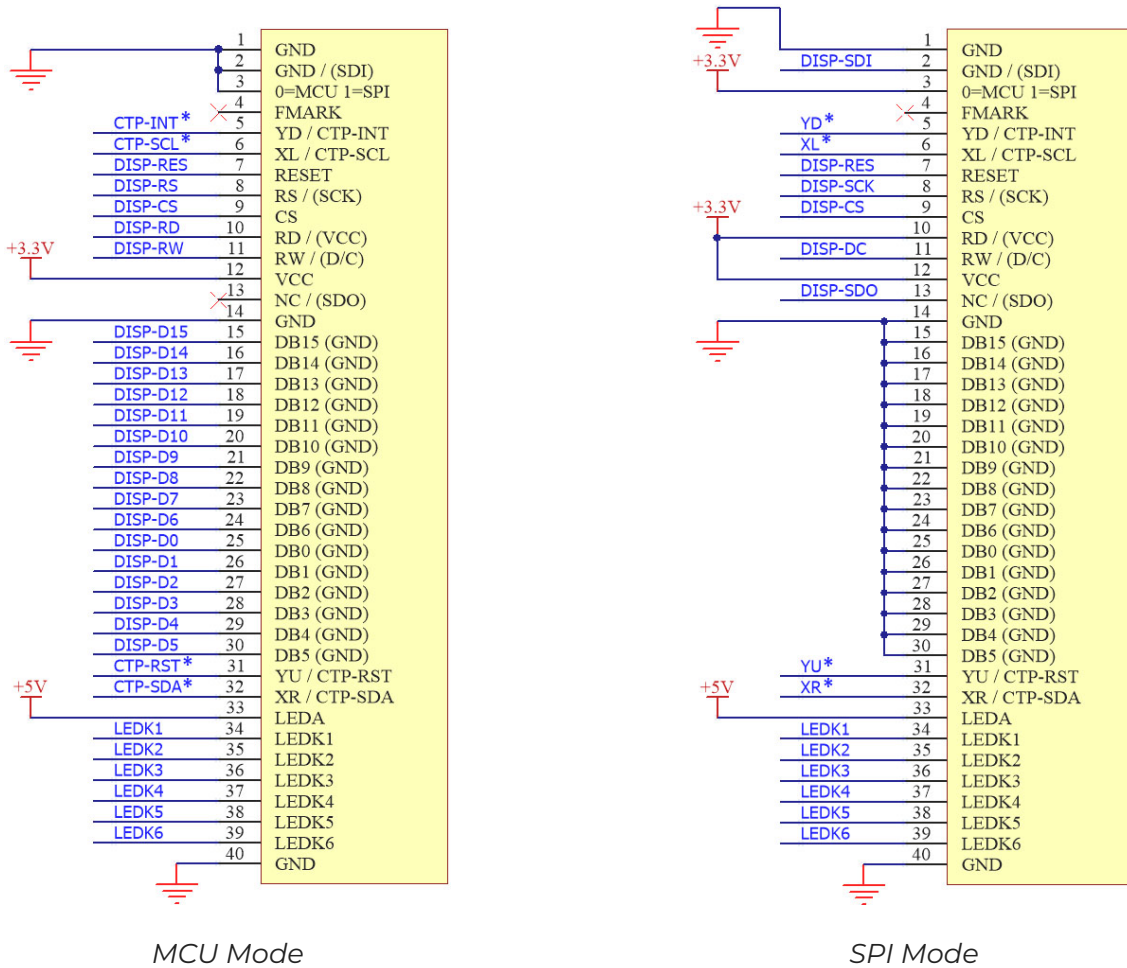 1 GND
2 GND / (SDI)
3 0=MCU 1=SPI
4 FMARK
CTP-INT* 5 YD / CTP-INT
CTP-SCL* 6 XL / CTP-SCL
DISP-RES 7 RESET
DISP-RS 8 RS / (SCK)
DISP-CS 9 CS
DISP-RD 10 RD / (VCC)
DISP-RW 11 RW / (D/C)
+3.3V 12 VCC
13 NC / (SDO)
14 GND
DISP-D15 15 DB15 (GND)
DISP-D14 16 DB14 (GND)
DISP-D13 17 DB13 (GND)
DISP-D12 18 DB12 (GND)
DISP-D11 19 DB11 (GND)
DISP-D10 20 DB10 (GND)
DISP-D9 21 DB9 (GND)
DISP-D8 22 DB8 (GND)
DISP-D7 23 DB7 (GND)
DISP-D6 24 DB6 (GND)
DISP-D0 25 DB0 (GND)
DISP-D1 26 DB1 (GND)
DISP-D2 27 DB2 (GND)
DISP-D3 28 DB3 (GND)
DISP-D4 29 DB4 (GND)
DISP-D5 30 DB5 (GND)
CTP-RST* 31 YU / CTP-RST
CTP-SDA* 32 XR / CTP-SDA
+5V 33 LEDA
LEDK1 34 LEDK1
LEDK2 35 LEDK2
LEDK3 36 LEDK3
LEDK4 37 LEDK4
LEDK5 38 LEDK5
LEDK6 39 LEDK6
40 GND
MCU Mode
1 GND
DISP-SDI 2 GND / (SDI)
+3.3V 3 0=MCU 1=SPI
4 FMARK
YD* 5 YD / CTP-INT
XL* 6 XL / CTP-SCL
DISP-RES 7 RESET
DISP-SCK 8 RS / (SCK)
DISP-CS 9 CS
+3.3V 10 RD / (VCC)
DISP-DC 11 RW / (D/C)
12 VCC
DISP-SDO 13 NC / (SDO)
14 GND
15 DB15 (GND)
16 DB14 (GND)
17 DB13 (GND)
18 DB12 (GND)
19 DB11 (GND)
20 DB10 (GND)
21 DB9 (GND)
22 DB8 (GND)
23 DB7 (GND)
24 DB6 (GND)
25 DB0 (GND)
26 DB1 (GND)
27 DB2 (GND)
28 DB3 (GND)
29 DB4 (GND)
30 DB5 (GND)
YU* 31 YU / CTP-RST
XR* 32 XR / CTP-SDA
+5V 33 LEDA
LEDK1 34 LEDK1
LEDK2 35 LEDK2
LEDK3 36 LEDK3
LEDK4 37 LEDK4
LEDK5 38 LEDK5
LEDK6 39 LEDK6
40 GND
SPI Mode